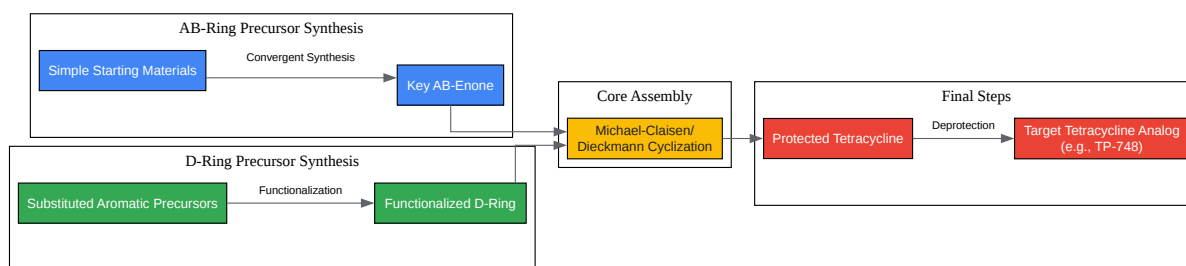 AB-Ring Precursor Synthesis
Simple Starting Materials
Convergent Synthesis
Key AB-Enone
D-Ring Precursor Synthesis
Substituted Aromatic Precursors
Functionalization
Functionalized D-Ring
Core Assembly
Michael-Claisen/
Dieckmann Cyclization
Final Steps
Protected Tetracycline
Deprotection
Target Tetracycline Analog
(e.g., TP-748)